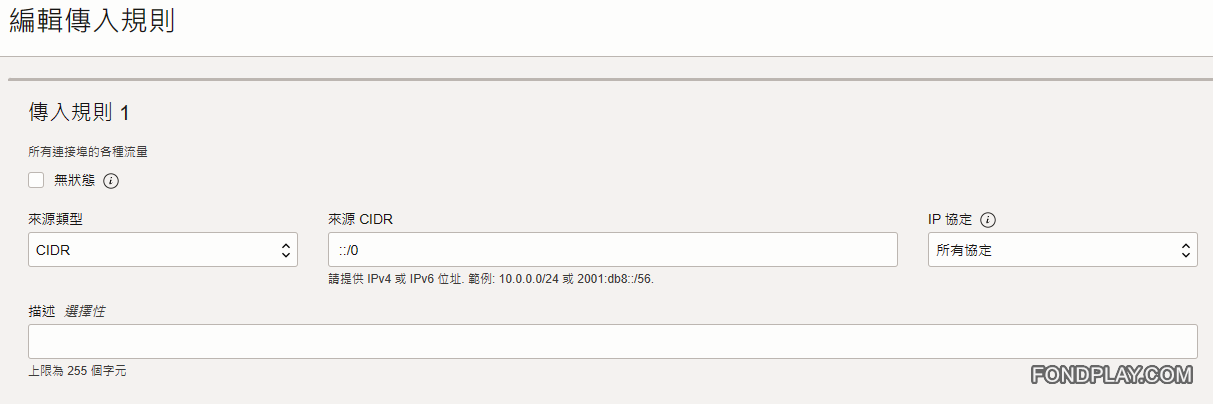 編輯傳入規則
傳入規則 1
所有連接埠的各種流量
無狀態
來源類型 來源 CIDR IP 協定
CIDR ::/0 所有協定
請提供 IPv4 或 IPv6 位址. 範例: 10.0.0.0/24 或 2001:db8::/56.
描述 選擇性
上限為 255 個字元
FONDPLAY.COM